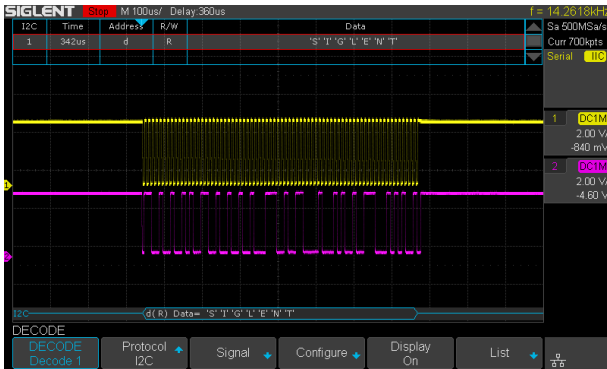 SIGLENT Stop M 100us/ Delay:360us f = 14.2618kHz
I2C Time Address R/W Data Sa 500MSa/s
1 342us d R 'S' 'I' 'G' 'L' 'E' 'N' 'T' Curr 700kpts
Serial IIC
1 DC1M
2.00 V/
-840 mV
2 DC1M
2.00 V/
-4.60 V
1
2
I2C d( R) Data= 'S' 'I' 'G' 'L' 'E' 'N' 'T'
DECODE
DECODE Protocol Signal Configure Display List
Decode 1 I2C On